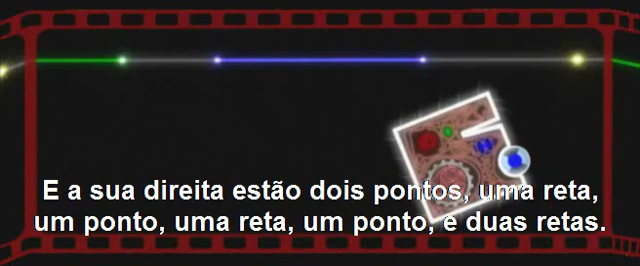 E a sua direita estão dois pontos, uma reta,
um ponto, uma reta, um ponto, e duas retas.